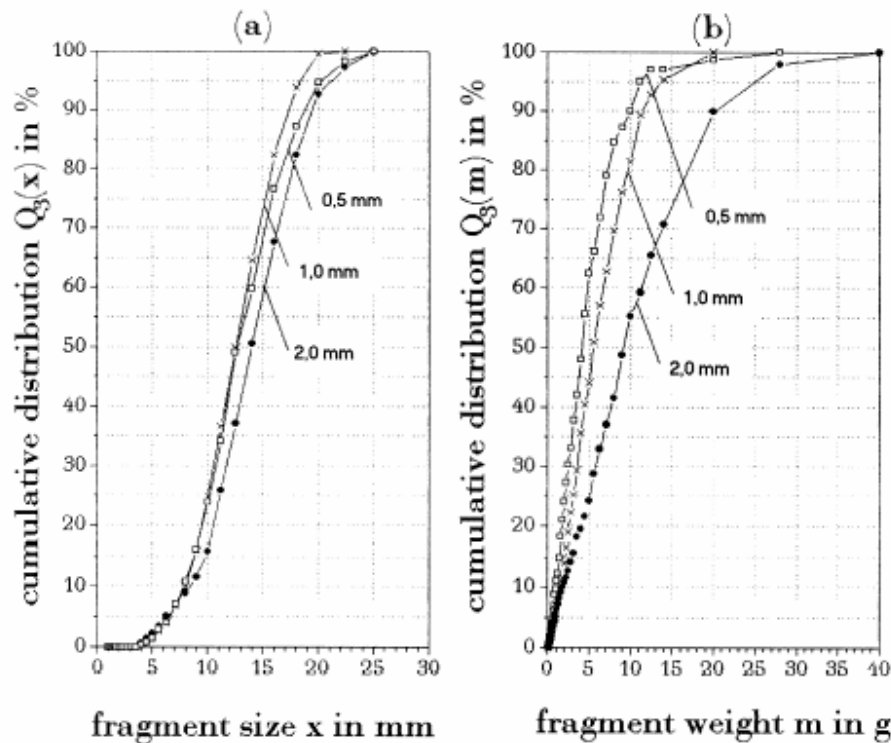 (a)
cumulative distribution Q3(x) in %
100
90
80
70
60
50
40
30
20
10
0
0,5 mm
1,0 mm
2,0 mm
0 5 10 15 20 25 30
fragment size x in mm
(b)
cumulative distribution Q3(m) in %
100
90
80
70
60
50
40
30
20
10
0
0,5 mm
1,0 mm
2,0 mm
0 5 10 15 20 25 30 35 40
fragment weight m in g